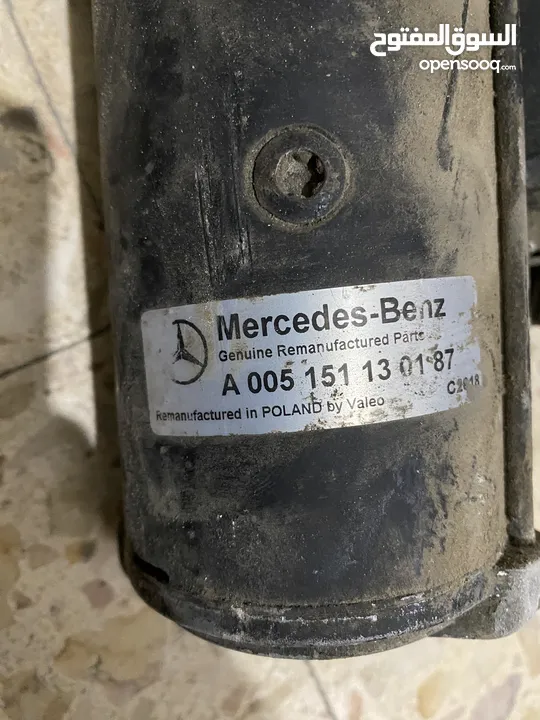 السوق المفتوح
opensooq.com
Mercedes-Benz
Genuine Remanufactured Parts
A 005 151 13 01 87
C2618
Remanufactured in POLAND by Valeo